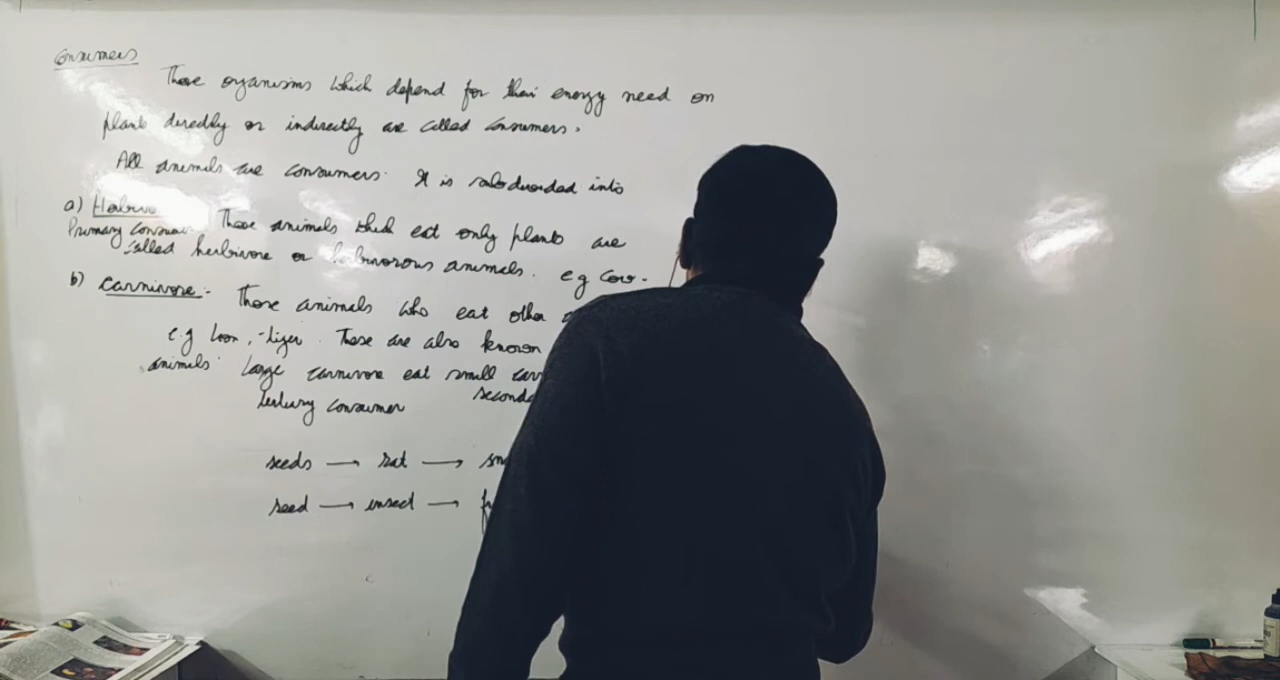 Consumers
Those organisms which depend for their energy need on
plants directly or indirectly are called consumers.
All animals are consumers. It is subdivided into
a) Those animals which eat only plants are
Primary consumer called herbivore or herbivorous animals. e.g Cow.
b) Carnivore:- Those animals who eat other
e.g Lion, -tiger. These are also known
animals. Large carnivore eat small
Tertiary consumer
seeds → rat →
seed → insect →